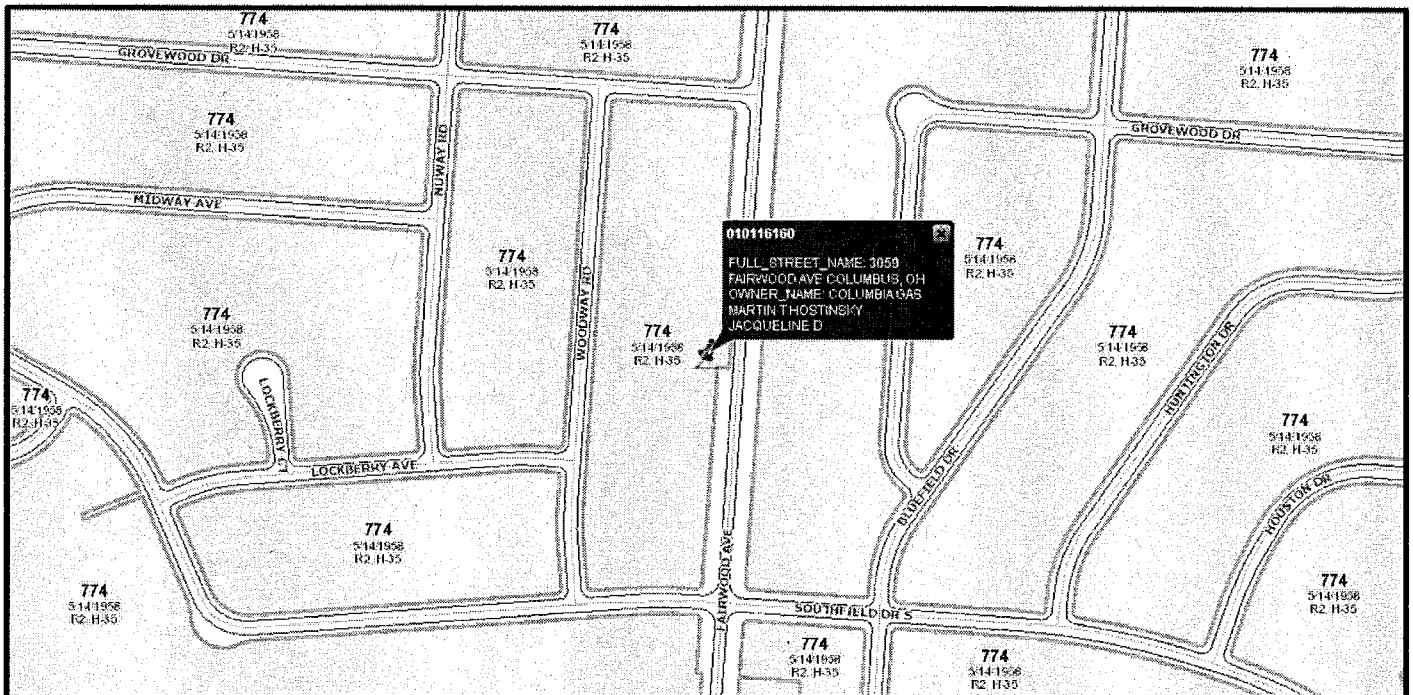 774
5/14/1958
R2, H-35
GROVEWOOD DR
774
5/14/1958
R2, H-35
774
5/14/1958
R2, H-35
774
5/14/1958
R2, H-35
NUWAY RD
GROVEWOOD DR
MIDWAY AVE
774
5/14/1958
R2, H-35
WOODWAY RD
010116160
FULL_STREET_NAME: 3059
FAIRWOOD AVE COLUMBUS, OH
OWNER_NAME: COLUMBIA GAS
MARTIN T HOSTINSKY
JACQUELINE D
774
5/14/1958
R2, H-35
774
5/14/1958
R2, H-35
774
5/14/1958
R2, H-35
774
5/14/1958
R2, H-35
HUNTINGTON DR
774
5/14/1958
R2, H-35
LOCKBERRY CT
LOCKBERRY AVE
774
5/14/1958
R2, H-35
BLUEFIELD DR
HOUSTON DR
774
5/14/1958
R2, H-35
774
5/14/1958
R2, H-35
FAIRWOOD AVE
SOUTHFIELD DR S
774
5/14/1958
R2, H-35
774
5/14/1958
R2, H-35
774
5/14/1958
R2, H-35